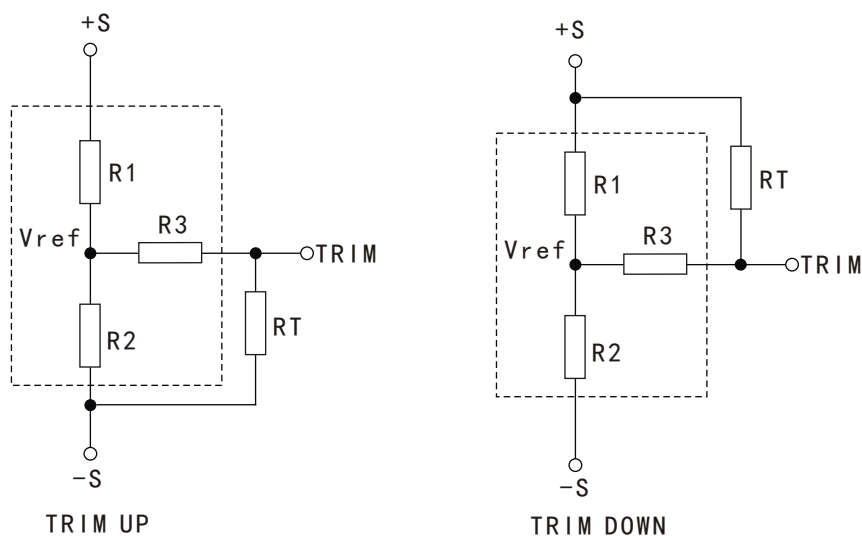 +S
R1
Vref
R3
TRIM
R2
RT
-S
TRIM UP
+S
R1
RT
Vref
R3
TRIM
R2
-S
TRIM DOWN